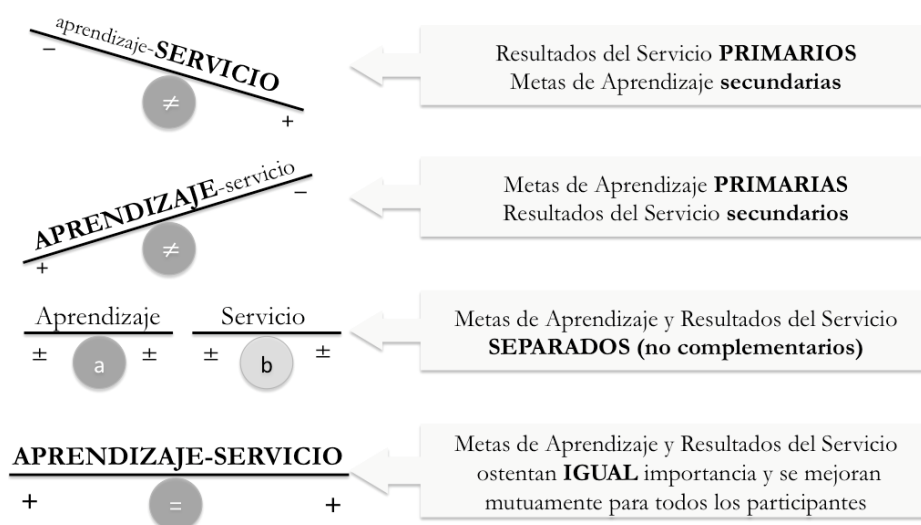 aprendizaje-SERVICIO
−
≠
+
Resultados del Servicio PRIMARIOS
Metas de Aprendizaje secundarias
APRENDIZAJE-servicio
−
≠
+
Metas de Aprendizaje PRIMARIAS
Resultados del Servicio secundarios
Aprendizaje
± a ±
Servicio
± b ±
Metas de Aprendizaje y Resultados del Servicio
SEPARADOS (no complementarios)
APRENDIZAJE-SERVICIO
+ = +
Metas de Aprendizaje y Resultados del Servicio
ostentan IGUAL importancia y se mejoran
mutuamente para todos los participantes